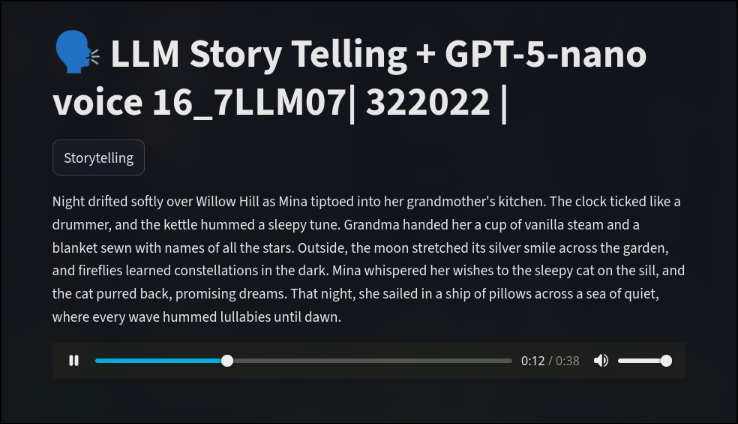 LLM Story Telling + GPT-5-nano
voice 16_7LLM07| 322022 |
Storytelling
Night drifted softly over Willow Hill as Mina tiptoed into her grandmother's kitchen. The clock ticked like a
drummer, and the kettle hummed a sleepy tune. Grandma handed her a cup of vanilla steam and a
blanket sewn with names of all the stars. Outside, the moon stretched its silver smile across the garden,
and fireflies learned constellations in the dark. Mina whispered her wishes to the sleepy cat on the sill, and
the cat purred back, promising dreams. That night, she sailed in a ship of pillows across a sea of quiet,
where every wave hummed lullabies until dawn.
0:12 / 0:38